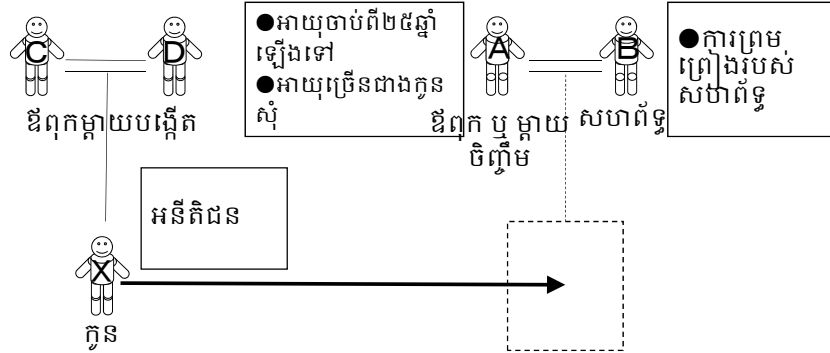 C
D
●អាយុចាប់ពី២៥ឆ្នាំ
ឡើងទៅ
●អាយុច្រើនជាងកូន
សុំ
A
B
●ការព្រម
ព្រៀងរបស់
សហព័ទ្ធ
ឪពុកម្តាយបង្កើត
ឪពុក ឬ ម្តាយ
ចិញ្ចឹម
សហព័ទ្ធ
អនីតិជន
X
កូន